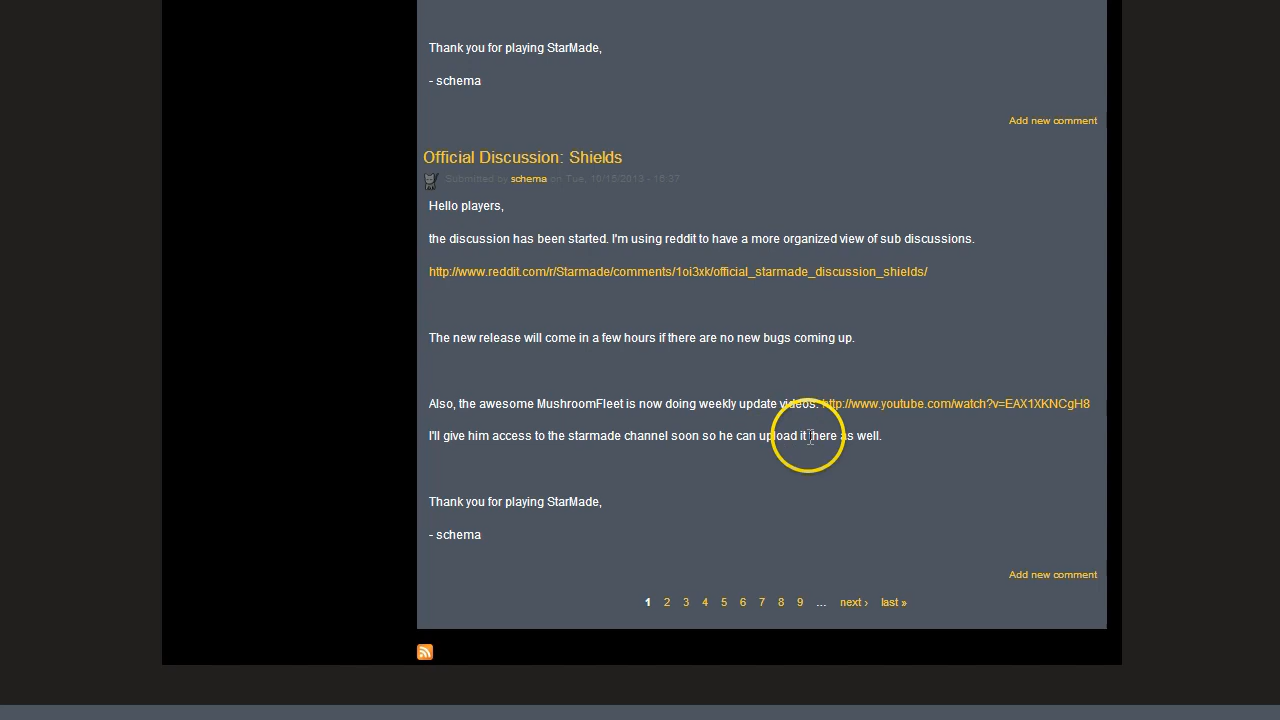 Thank you for playing StarMade,
- schema
Add new comment
Official Discussion: Shields
Submitted by schema on Tue, 10/15/2013 - 18:37
Hello players,
the discussion has been started. I'm using reddit to have a more organized view of sub discussions.
http://www.reddit.com/r/Starmade/comments/1oi3xk/official_starmade_discussion_shields/
The new release will come in a few hours if there are no new bugs coming up.
Also, the awesome MushroomFleet is now doing weekly update videos: http://www.youtube.com/watch?v=EAX1XKNCgH8
I'll give him access to the starmade channel soon so he can upload it there as well.
Thank you for playing StarMade,
- schema
Add new comment
1 2 3 4 5 6 7 8 9 … next › last »